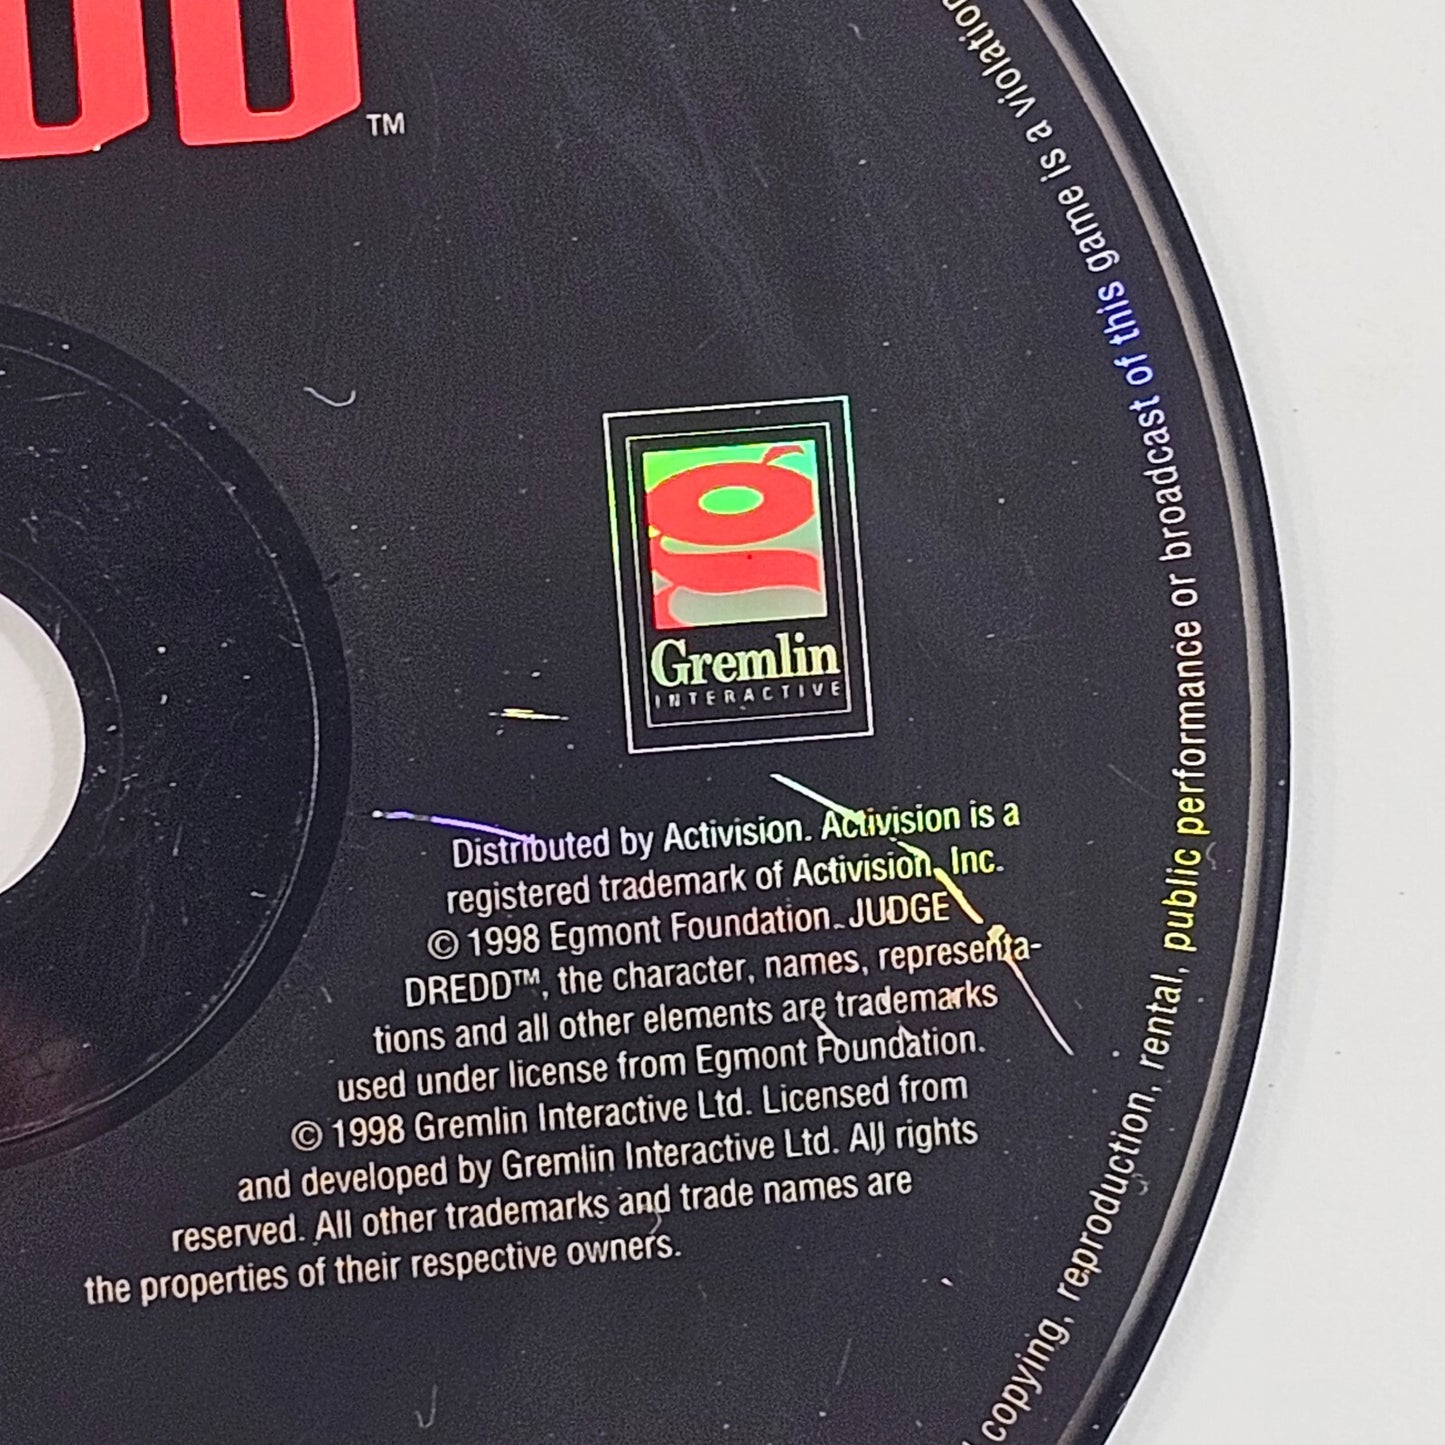 DD™
Gremlin
INTERACTIVE
Distributed by Activision. Activision is a
registered trademark of Activision, Inc.
© 1998 Egmont Foundation. JUDGE
DREDD™, the character, names, representa-
tions and all other elements are trademarks
used under license from Egmont Foundation.
© 1998 Gremlin Interactive Ltd. Licensed from
and developed by Gremlin Interactive Ltd. All rights
reserved. All other trademarks and trade names are
the properties of their respective owners.
copying, reproduction, rental, public performance or broadcast of this game is a violation